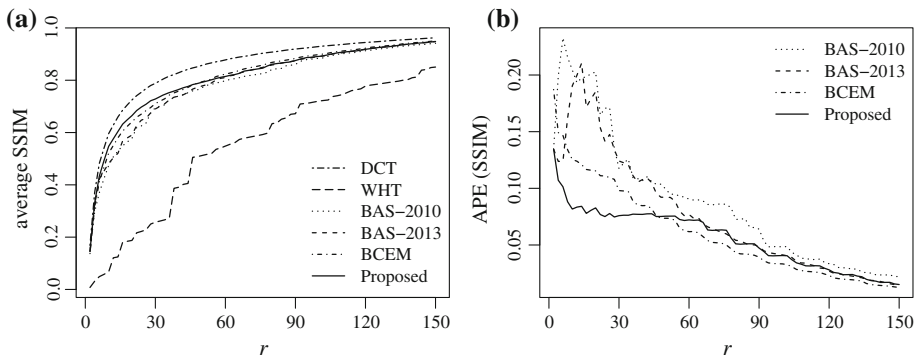 (a)
average SSIM
0.0 0.2 0.4 0.6 0.8 1.0
DCT
WHT
BAS−2010
BAS−2013
BCEM
Proposed
0 30 60 90 120 150
r
(b)
APE (SSIM)
0.05 0.10 0.15 0.20
BAS−2010
BAS−2013
BCEM
Proposed
0 30 60 90 120 150
r